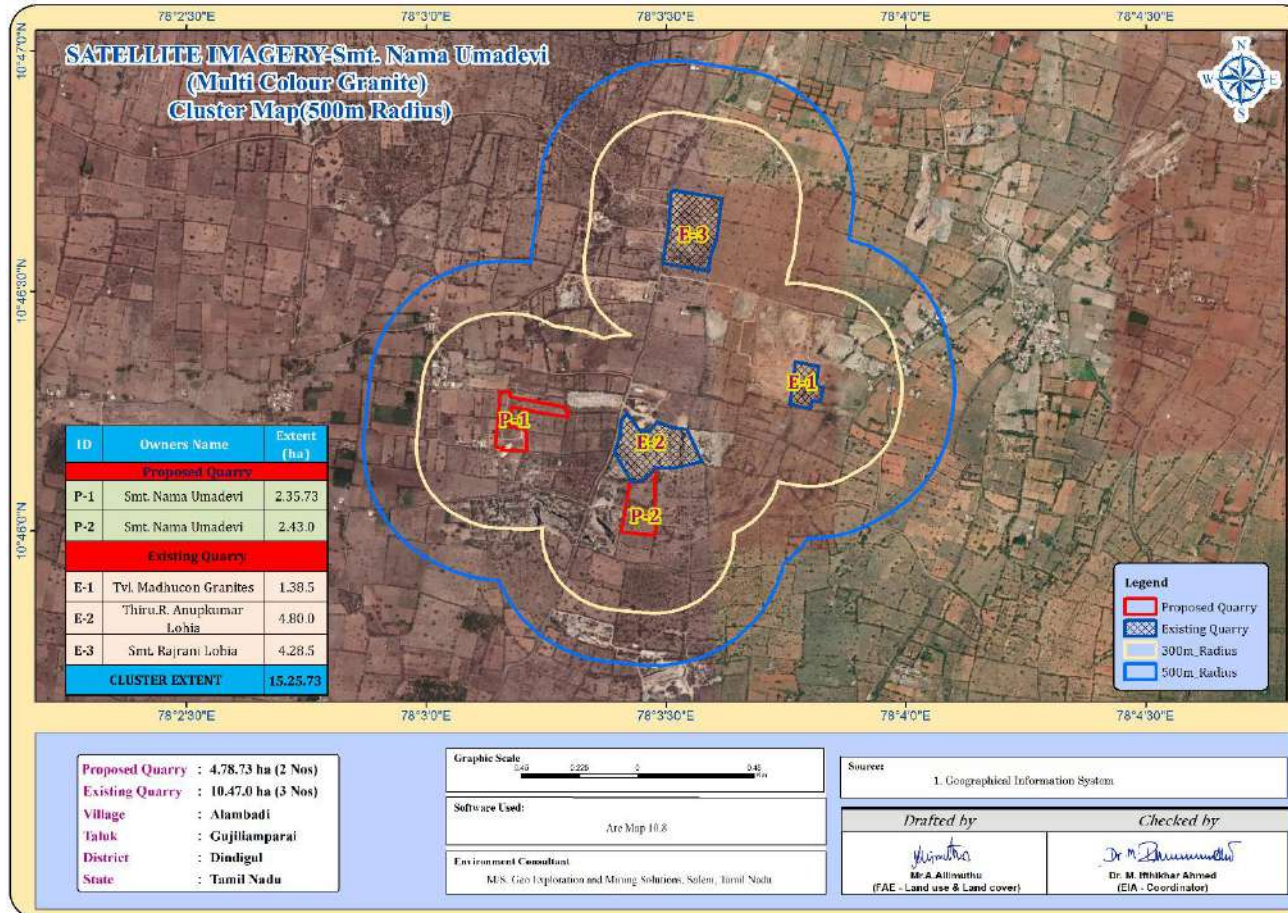 78°2'30"E 78°3'0"E 78°3'30"E 78°4'0"E 78°4'30"E
10°47'0"N
10°46'30"N
10°46'0"N
SATELLITE IMAGERY-Smt. Nama Umadevi
(Multi Colour Granite)
Cluster Map(500m Radius)
N
W E
S
E-3
E-1
P-1
E-2
P-2
ID Owners Name Extent (ha)
Proposed Quarry
P-1 Smt. Nama Umadevi 2.35.73
P-2 Smt. Nama Umadevi 2.43.0
Existing Quarry
E-1 Tvl. Madhucon Granites 1.38.5
E-2 Thiru.R. Anupkumar Lohia 4.80.0
E-3 Smt. Rajrani Lohia 4.28.5
CLUSTER EXTENT 15.25.73
Legend
Proposed Quarry
Existing Quarry
300m_Radius
500m_Radius
78°2'30"E 78°3'0"E 78°3'30"E 78°4'0"E 78°4'30"E
Proposed Quarry : 4.78.73 ha (2 Nos)
Existing Quarry : 10.47.0 ha (3 Nos)
Village : Alambadi
Taluk : Gujiliamparai
District : Dindigul
State : Tamil Nadu
Graphic Scale
0.45 0.225 0 0.45
Km
Software Used:
Arc Map 10.8
Environment Consultant
M/S. Geo Exploration and Mining Solutions, Salem, Tamil Nadu
Source:
1. Geographical Information System
Drafted by Checked by
Mr.A.Allimuthu
(FAE - Land use & Land cover)
Dr. M. Ifthikhar Ahmed
(EIA - Coordinator)